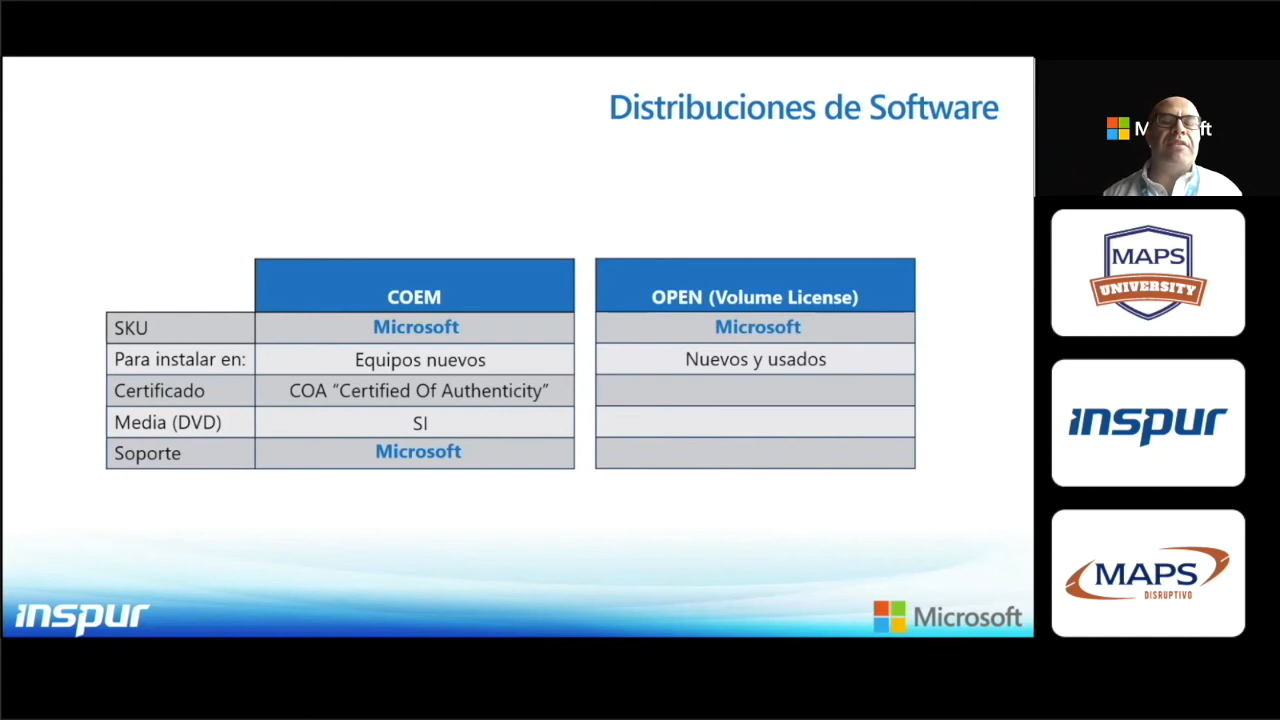 Distribuciones de Software
COEM OPEN (Volume License)
SKU Microsoft Microsoft
Para instalar en: Equipos nuevos Nuevos y usados
Certificado COA “Certified Of Authenticity”
Media (DVD) SI
Soporte Microsoft
inspur
Microsoft
M ft
MAPS
UNIVERSITY
inspur
MAPS
DISRUPTIVO